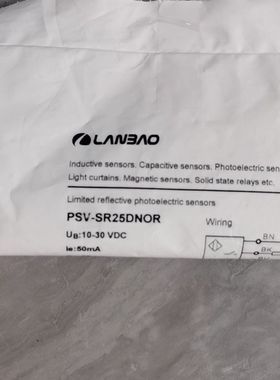 LANBAO
Inductive sensors. Capacitive sensors. Photoelectric
Light curtains. Magnetic sensors. Solid state relays etc.
Limited reflective photoelectric sensors
PSV-SR25DNOR
Wiring
UB:10-30 VDC
BN
Ie:50mA
BK